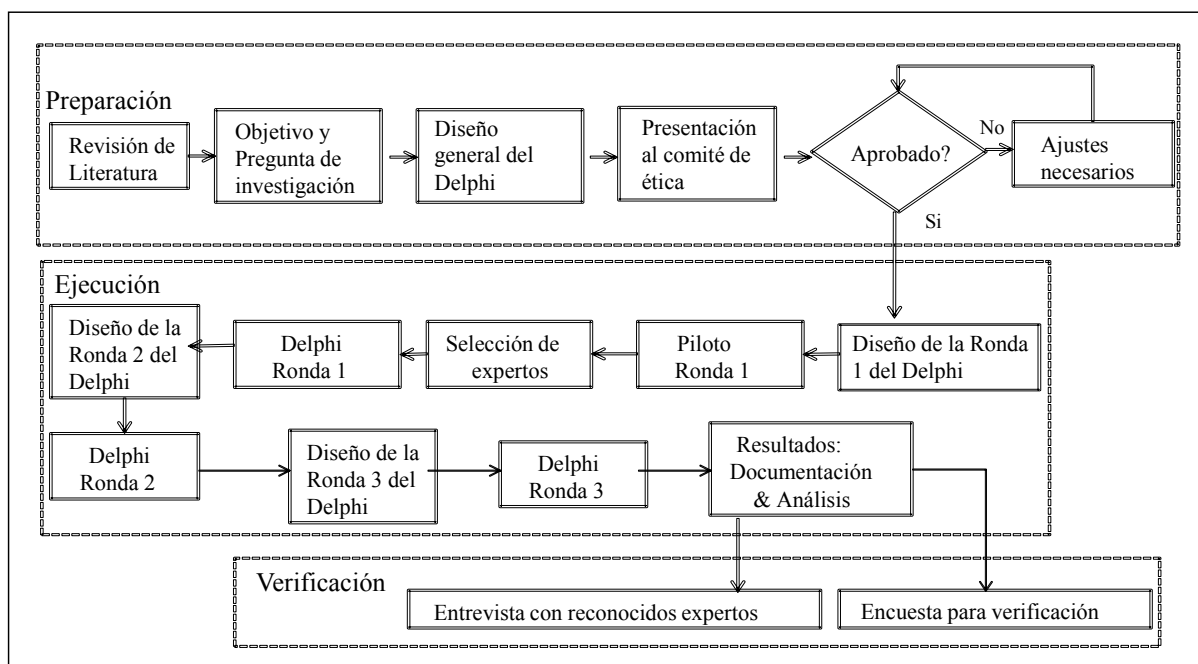 Preparación
Revisión de
Literatura
Objetivo y
Pregunta de
investigación
Diseño
general del
Delphi
Presentación
al comité de
ética
Aprobado?
No
Ajustes
necesarios
Si
Ejecución
Diseño de la
Ronda 2 del
Delphi
Delphi
Ronda 1
Selección de
expertos
Piloto
Ronda 1
Diseño de la Ronda
1 del Delphi
Delphi
Ronda 2
Diseño de la
Ronda 3 del
Delphi
Delphi
Ronda 3
Resultados:
Documentación
& Análisis
Verificación
Entrevista con reconocidos expertos
Encuesta para verificación